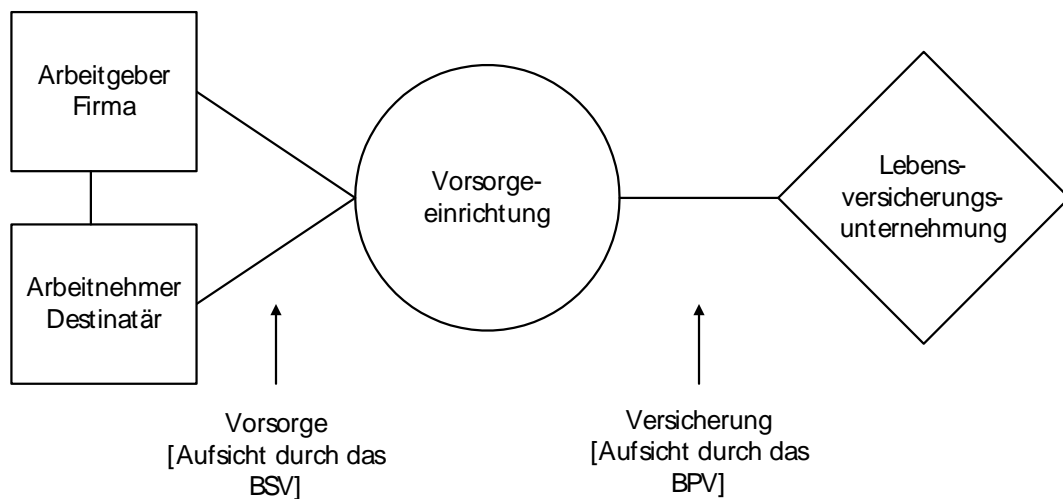 Arbeitgeber
Firma
Arbeitnehmer
Destinatär
Vorsorge-
einrichtung
Lebens-
versicherungs-
unternehmung
Vorsorge
[Aufsicht durch das
BSV]
Versicherung
[Aufsicht durch das
BPV]